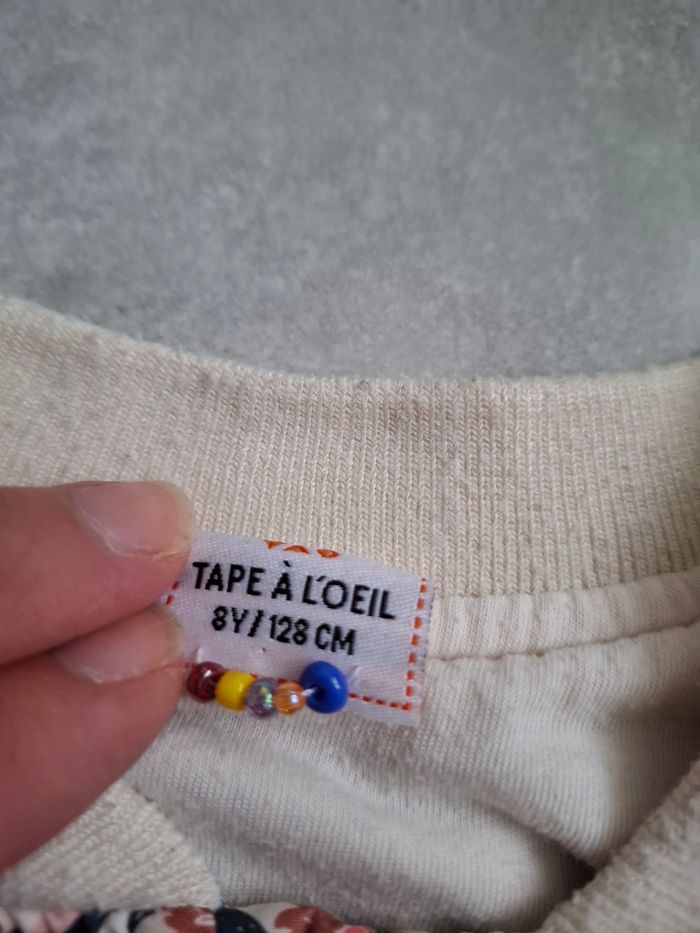 TAPE À L'OEIL
8Y/128 CM